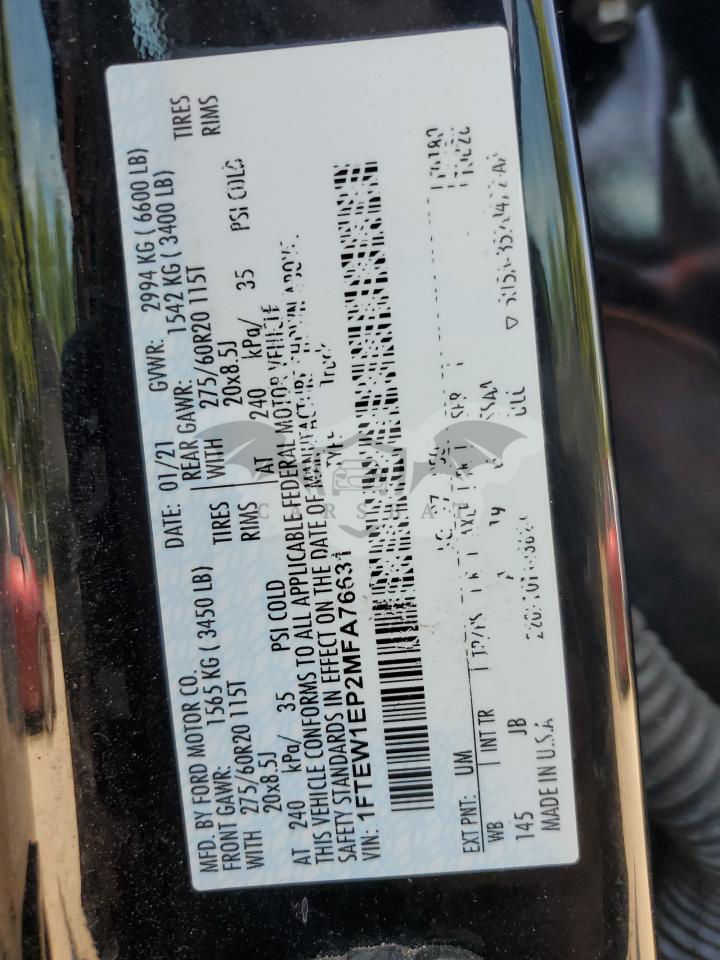 MFD. BY FORD MOTOR CO.
DATE: 01/21
GVWR: 2994 KG ( 6600 LB)
FRONT GAWR: 1565 KG ( 3450 LB)
REAR GAWR: 1542 KG ( 3400 LB)
WITH 275/60R20 115T TIRES
WITH 275/60R20 115T TIRES
20x8.5J RIMS
20x8.5J RIMS
AT 240 kPa/ 35 PSI COLD
AT 240 kPa/ 35 PSI COLD
THIS VEHICLE CONFORMS TO ALL APPLICABLE FEDERAL MOTOR VEHICLE
SAFETY STANDARDS IN EFFECT ON THE DATE OF MANUFACTURE SHOWN ABOVE.
VIN: 1FTEW1EP2MFA76631
EXT PNT: UM
WB INT TR
145 JB
MADE IN U.S.A